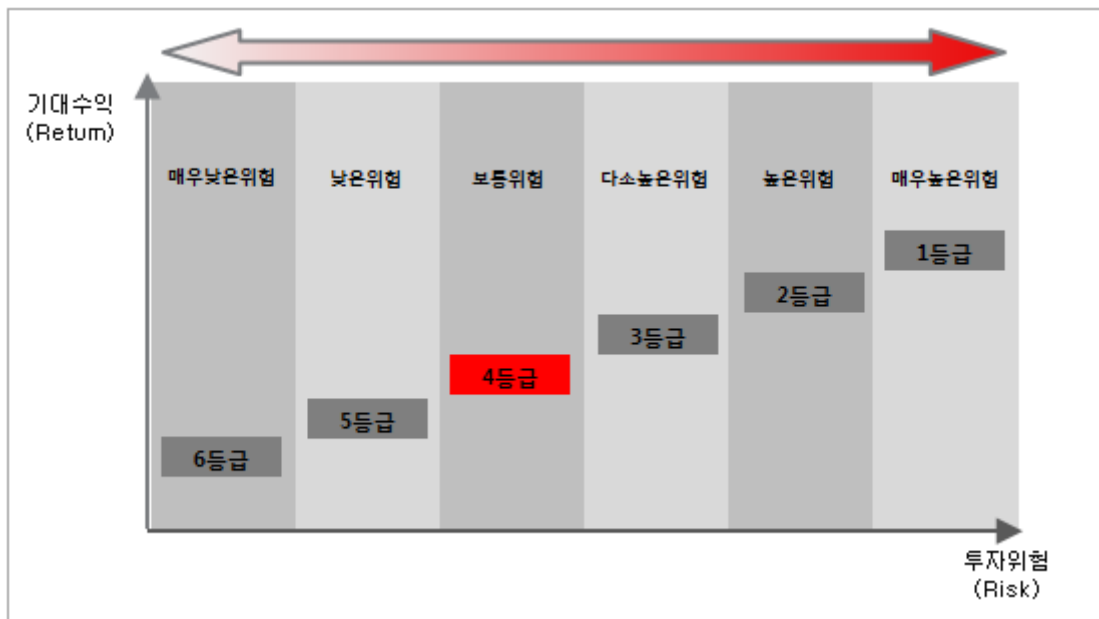 기대수익
(Retum)
매우낮은위험
낮은위험
보통위험
다소높은위험
높은위험
매우높은위험
1등급
2등급
3등급
4등급
5등급
6등급
투자위험
(Risk)